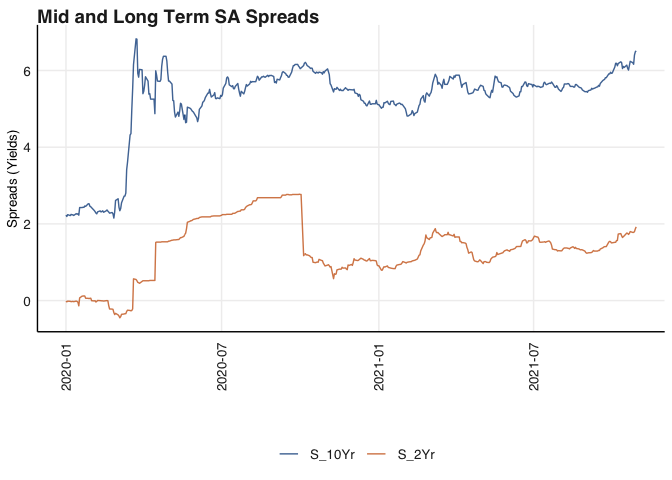 Mid and Long Term SA Spreads
Spreads (Yields)
6
4
2
0
2020-01
2020-07
2021-01
2021-07
S_10Yr
S_2Yr